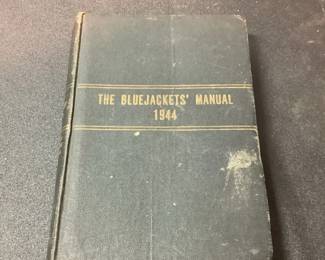 THE BLUEJACKETS' MANUAL
1944